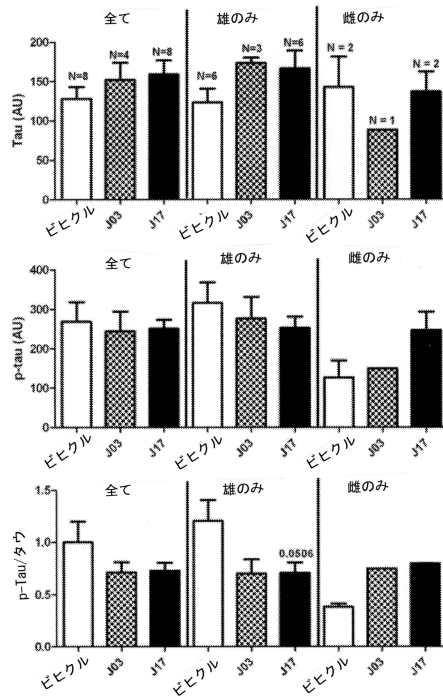 全て 雄のみ 雌のみ
200
150
100
50
0
Tau (AU)
N=8 N=4 N=8 N=6 N=3 N=6 N = 2 N = 1 N = 2
ビヒクル J03 J17 ビヒクル J03 J17 ビヒクル J03 J17
全て 雄のみ 雌のみ
400
300
200
100
0
p-tau (AU)
ビヒクル J03 J17 ビヒクル J03 J17 ビヒクル J03 J17
全て 雄のみ 雌のみ
1.5
1.0
0.5
0.0
p-Tau/タウ
0.0506
ビヒクル J03 J17 ビヒクル J03 J17 ビヒクル J03 J17